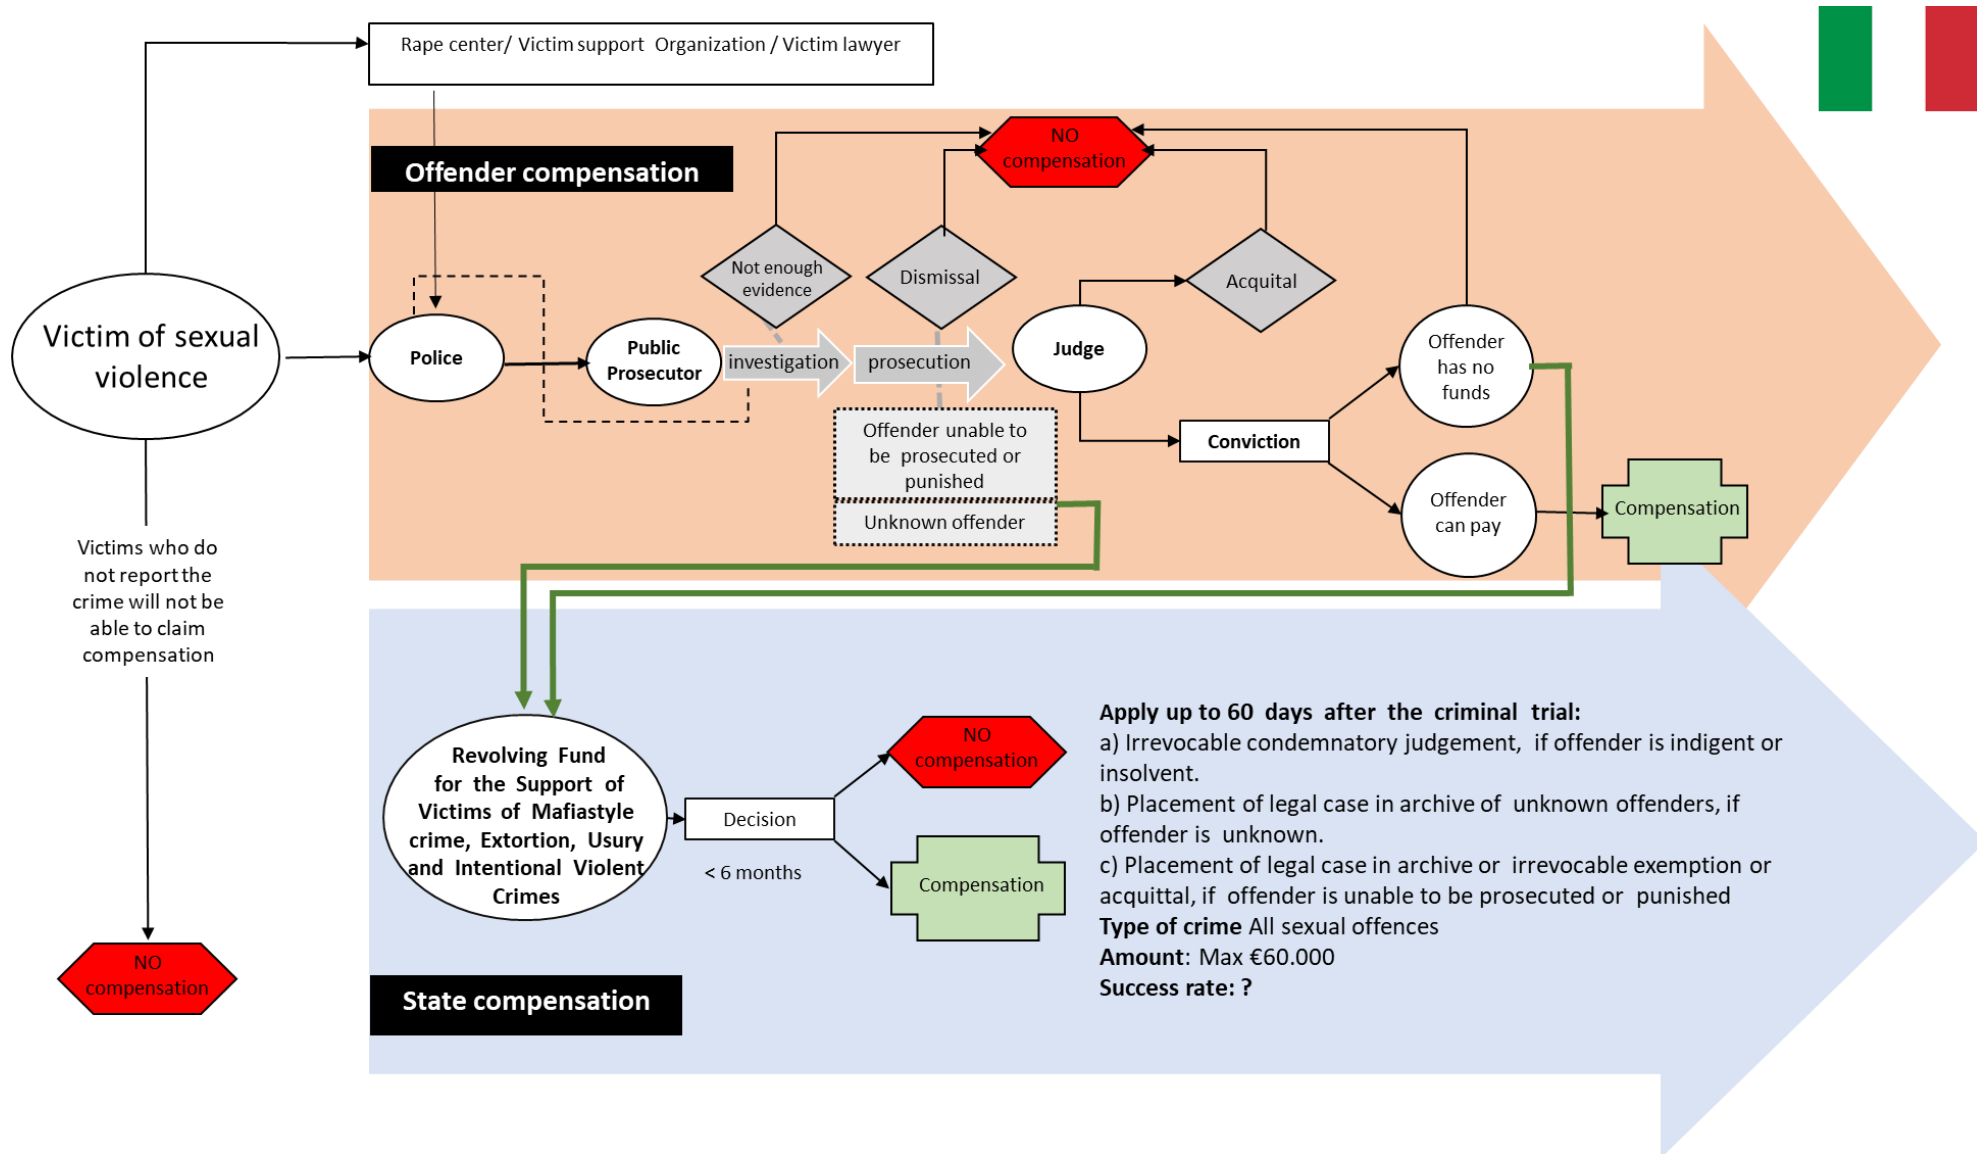 Rape center/ Victim support Organization / Victim lawyer
Offender compensation
NO
compensation
Not enough
evidence
Dismissal
Acquital
Victim of sexual
violence
Police
Public
Prosecutor
investigation
prosecution
Judge
Offender
has no
funds
Offender unable to
be prosecuted or
punished
Unknown offender
Conviction
Offender
can pay
Compensation
Victims who do
not report the
crime will not be
able to claim
compensation
NO
compensation
Revolving Fund
for the Support of
Victims of Mafiastyle
crime, Extortion, Usury
and Intentional Violent
Crimes
Decision
< 6 months
NO
compensation
Compensation
Apply up to 60 days after the criminal trial:
a) Irrevocable condemnatory judgement, if offender is indigent or
insolvent.
b) Placement of legal case in archive of unknown offenders, if
offender is unknown.
c) Placement of legal case in archive or irrevocable exemption or
acquittal, if offender is unable to be prosecuted or punished
Type of crime All sexual offences
Amount: Max €60.000
Success rate: ?
State compensation